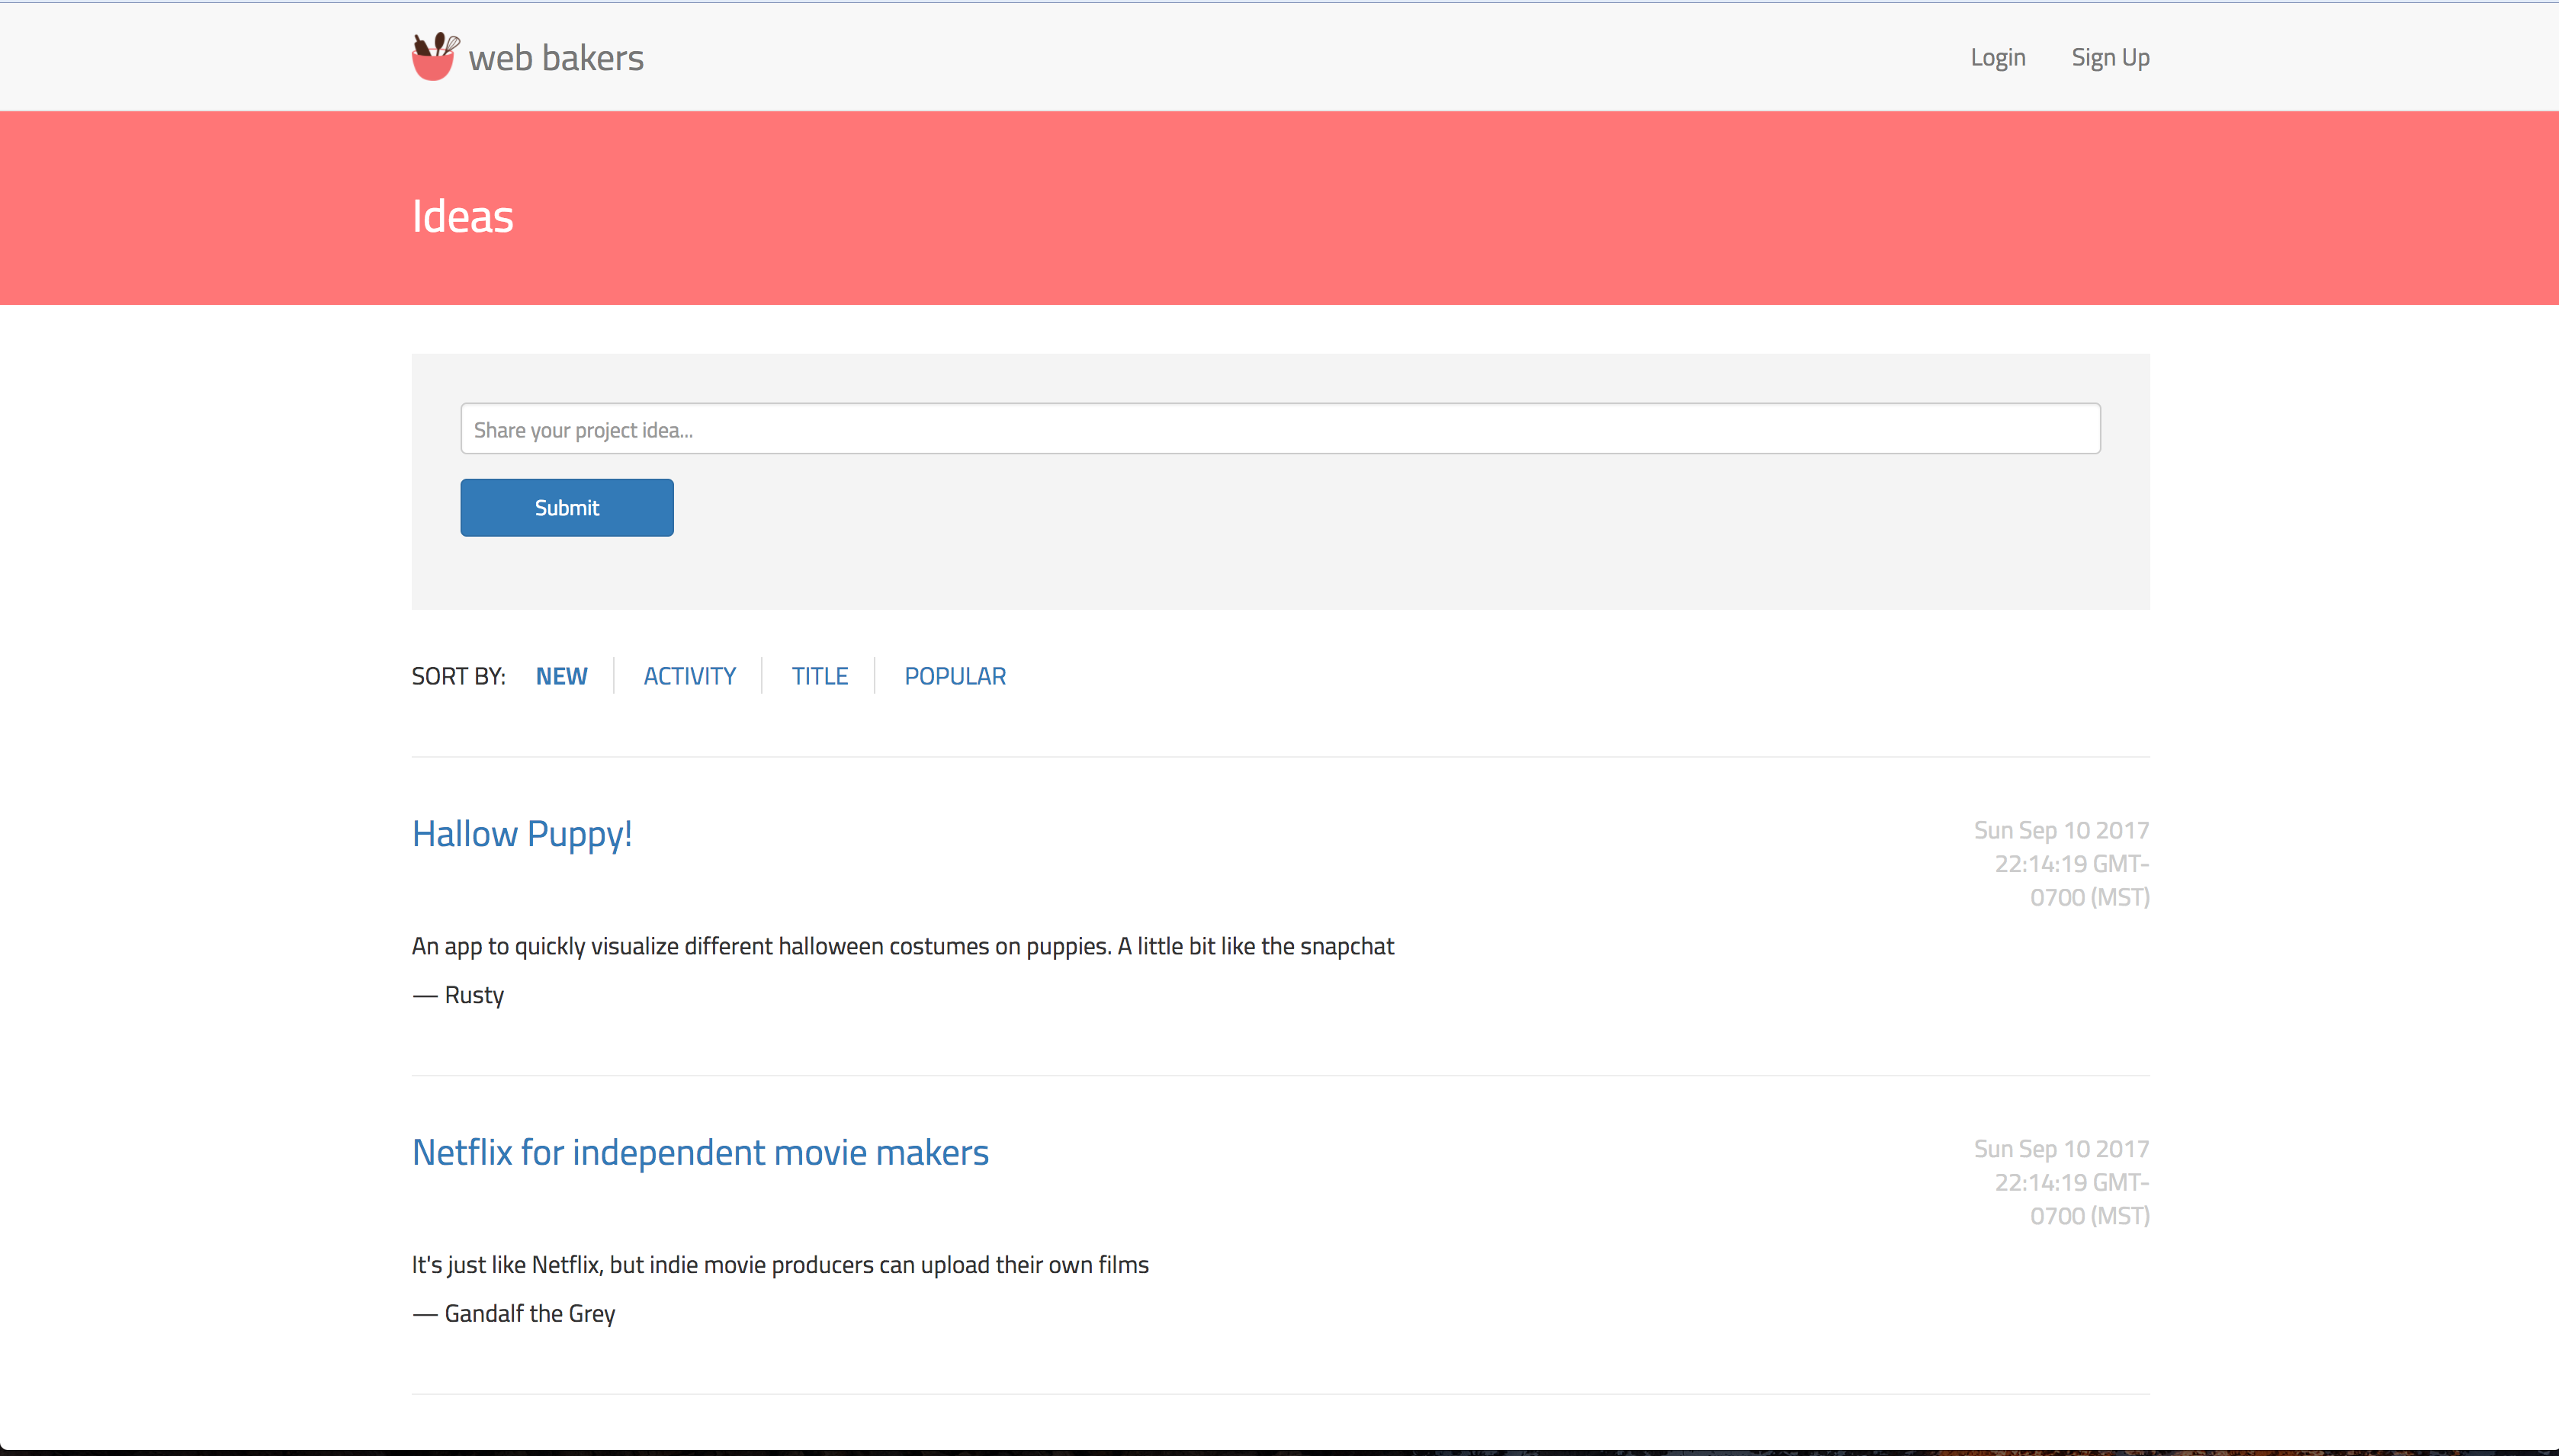 web bakers
Login
Sign Up
Ideas
Share your project idea...
Submit
SORT BY: NEW ACTIVITY TITLE POPULAR
Hallow Puppy!
Sun Sep 10 2017
22:14:19 GMT-
0700 (MST)
An app to quickly visualize different halloween costumes on puppies. A little bit like the snapchat
— Rusty
Netflix for independent movie makers
Sun Sep 10 2017
22:14:19 GMT-
0700 (MST)
It's just like Netflix, but indie movie producers can upload their own films
— Gandalf the Grey